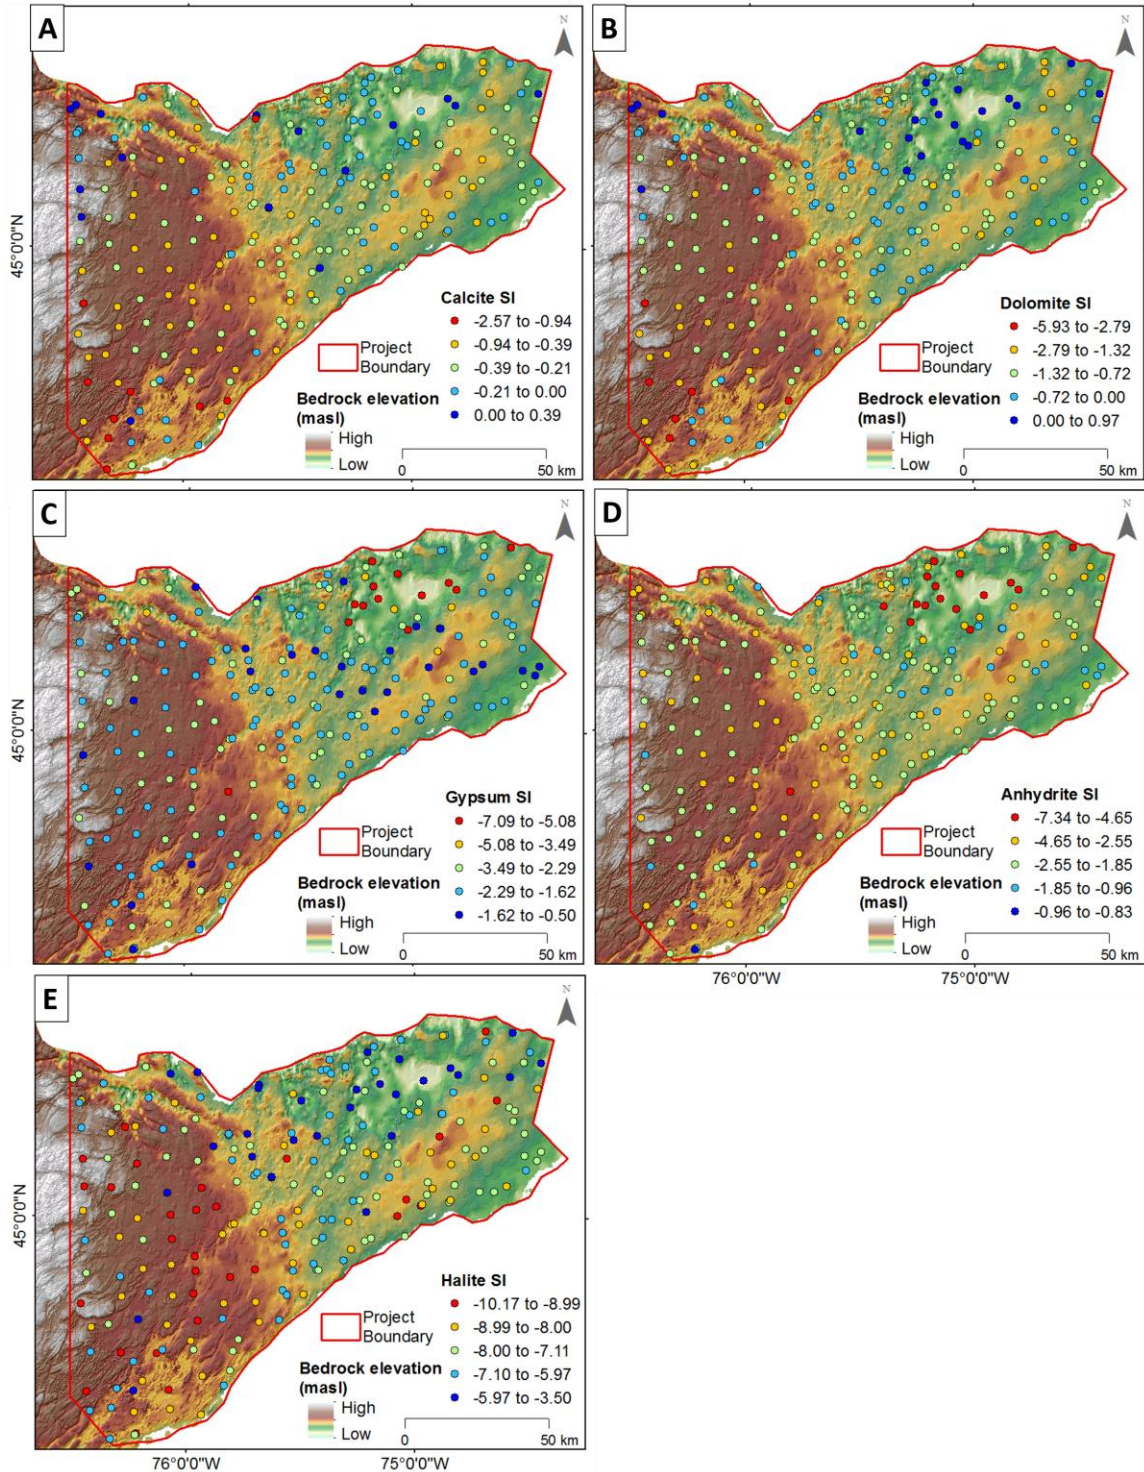 A
N
45°0'0"N
Calcite SI
-2.57 to -0.94
-0.94 to -0.39
-0.39 to -0.21
-0.21 to 0.00
0.00 to 0.39
Project
Boundary
Bedrock elevation
(masl)
High
Low
0
50 km
B
N
Dolomite SI
-5.93 to -2.79
-2.79 to -1.32
-1.32 to -0.72
-0.72 to 0.00
0.00 to 0.97
Project
Boundary
Bedrock elevation
(masl)
High
Low
0
50 km
C
N
45°0'0"N
Gypsum SI
-7.09 to -5.08
-5.08 to -3.49
-3.49 to -2.29
-2.29 to -1.62
-1.62 to -0.50
Project
Boundary
Bedrock elevation
(masl)
High
Low
0
50 km
D
N
Anhydrite SI
-7.34 to -4.65
-4.65 to -2.55
-2.55 to -1.85
-1.85 to -0.96
-0.96 to -0.83
Project
Boundary
Bedrock elevation
(masl)
High
Low
0
50 km
76°0'0"W
75°0'0"W
E
N
45°0'0"N
Halite SI
-10.17 to -8.99
-8.99 to -8.00
-8.00 to -7.11
-7.10 to -5.97
-5.97 to -3.50
Project
Boundary
Bedrock elevation
(masl)
High
Low
0
50 km
76°0'0"W
75°0'0"W